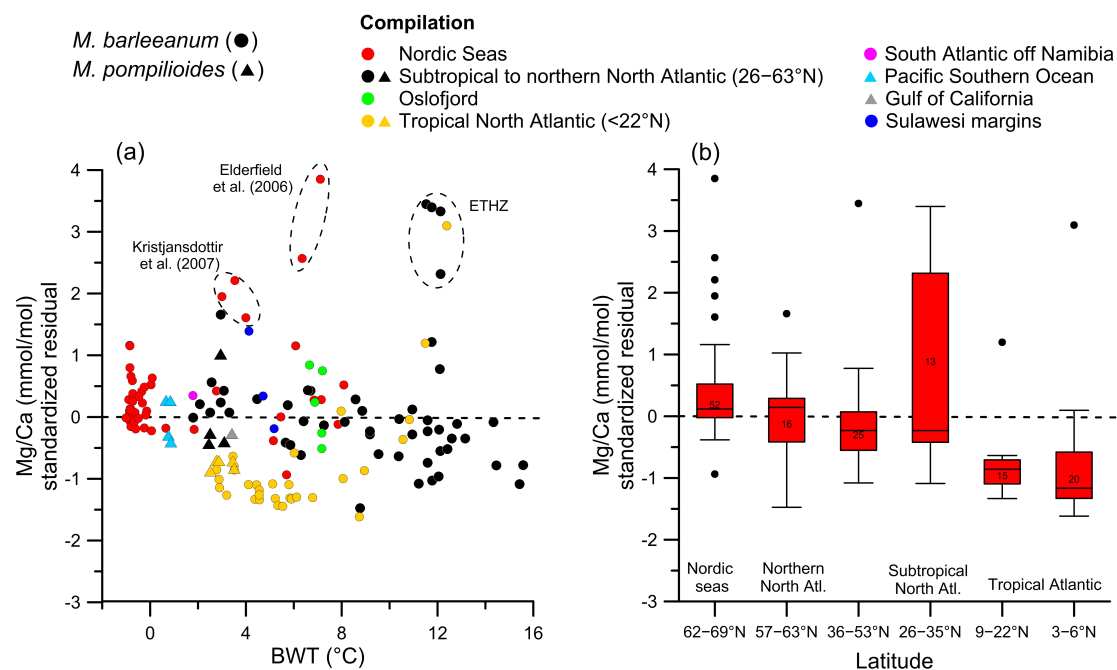 M. barleeanum (●)
M. pompilioides (▲)
Compilation
Nordic Seas
Subtropical to northern North Atlantic (26−63°N)
Oslofjord
Tropical North Atlantic (<22°N)
South Atlantic off Namibia
Pacific Southern Ocean
Gulf of California
Sulawesi margins
(a)
Mg/Ca (mmol/mol)
standardized residual
4
3
2
1
0
-1
-2
-3
Elderfield
et al. (2006)
ETHZ
Kristjansdottir
et al. (2007)
0
4
8
12
16
BWT (°C)
(b)
Mg/Ca (mmol/mol)
standardized residual
4
3
2
1
0
-1
-2
-3
52
16
25
13
15
20
Nordic
seas
Northern
North Atl.
Subtropical
North Atl.
Tropical Atlantic
62−69°N
57−63°N
36−53°N
26−35°N
9−22°N
3−6°N
Latitude